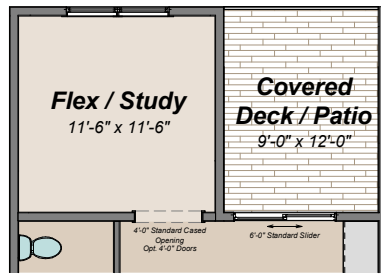 Flex / Study
11'-6" x 11'-6"
Covered
Deck / Patio
9'-0" x 12'-0"
4'-0" Standard Cased
Opening
Opt. 4'-0" Doors
6'-0" Standard Slider